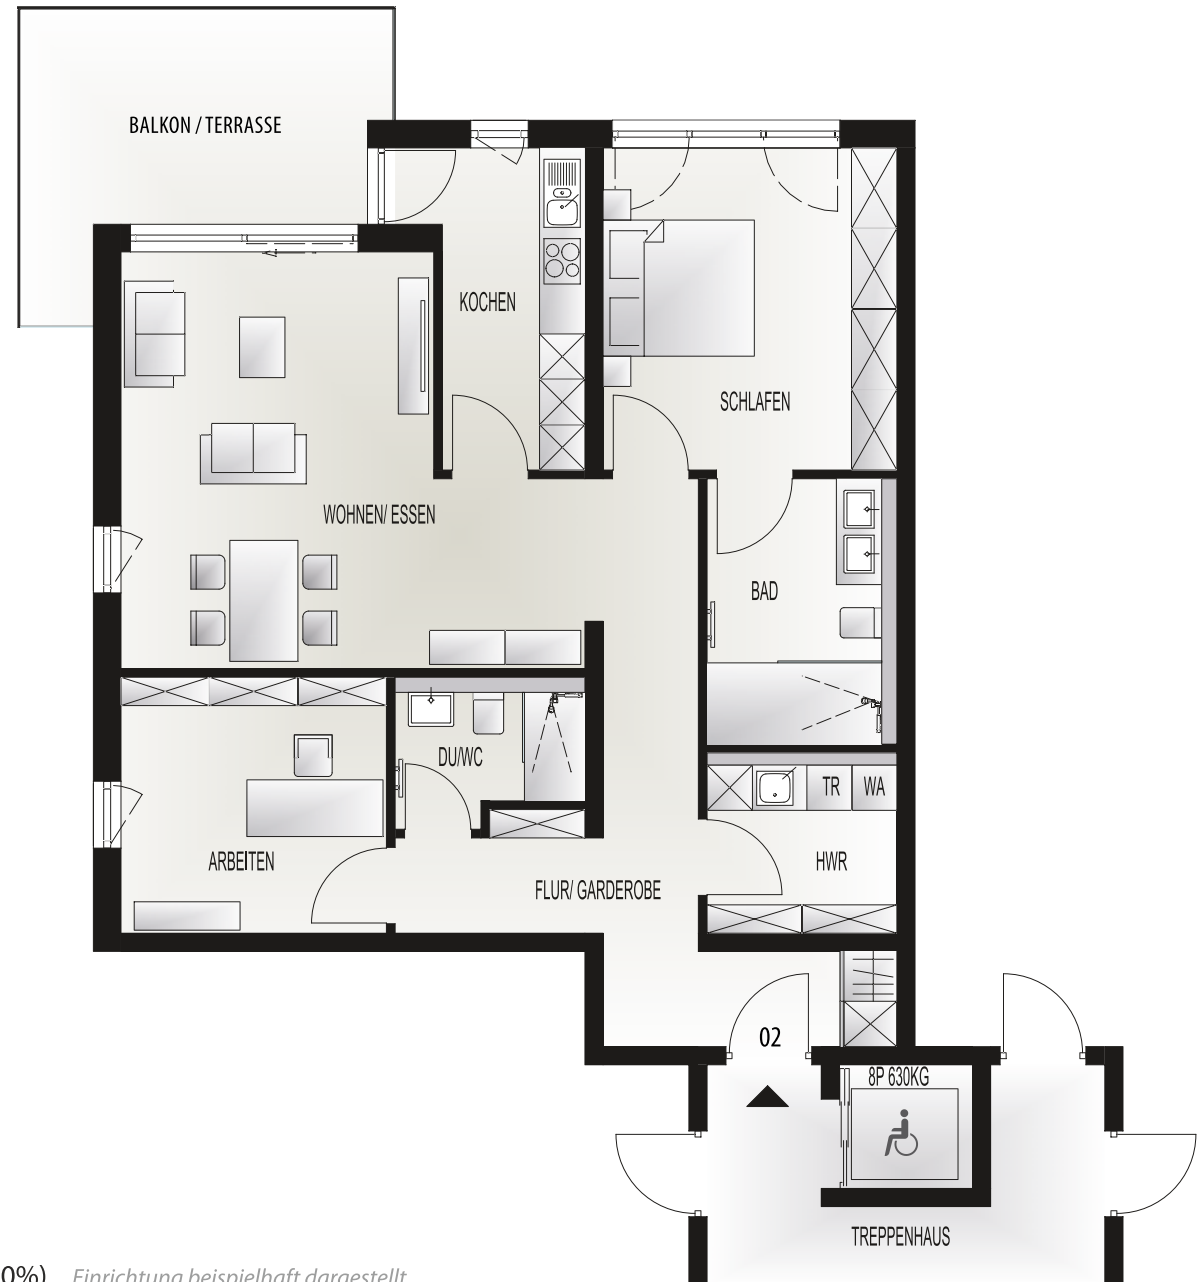 BALKON / TERRASSE
KOCHEN
SCHLAFEN
WOHNEN/ ESSEN
BAD
DU/WC
TR
WA
ARBEITEN
HWR
FLUR/ GARDEROBE
02
8P 630KG
TREPPENHAUS
0%)
Einrichtung beispielhaft dargestellt